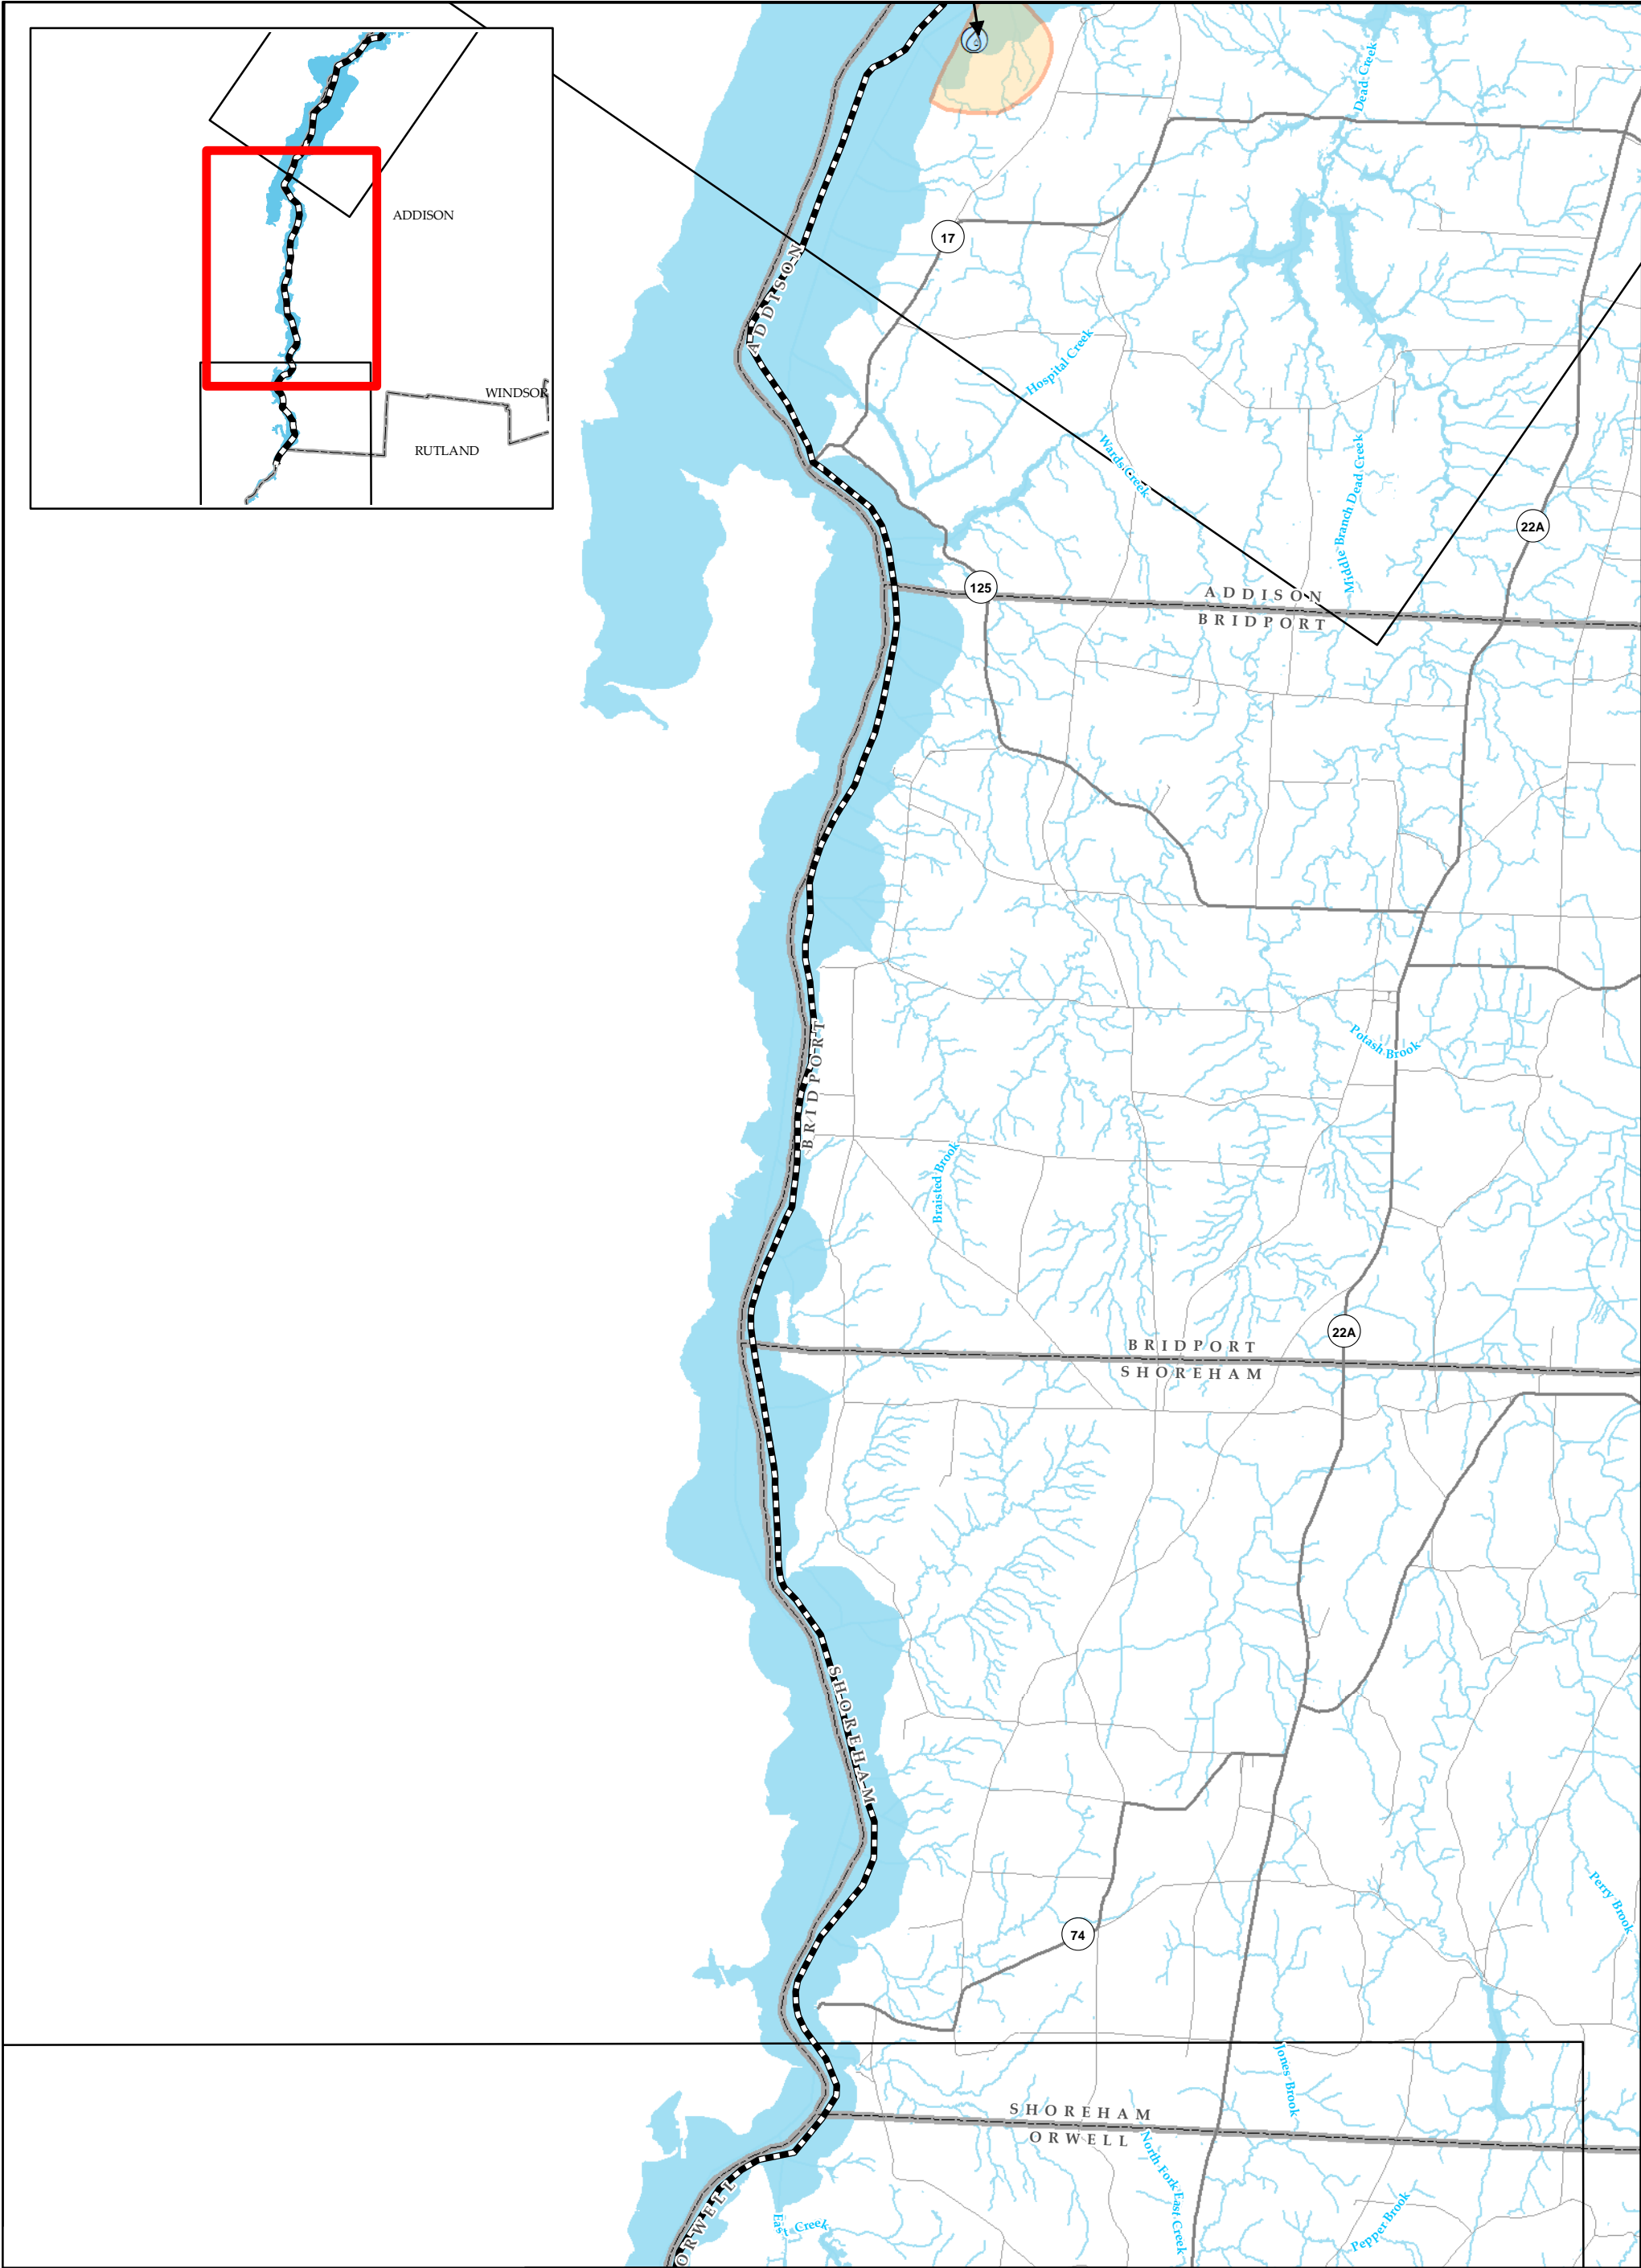 ADDISON
WINDSOR
RUTLAND
Dead Creek
17
ADDISON
Hospital Creek
Wards Creek
Middle Branch Dead Creek
22A
125
ADDISON
BRIDPORT
BRIDPORT
Potash Brook
Braisted Brook
22A
BRIDPORT
SHOREHAM
SHOREHAM
Perry Brook
74
Jones Brook
SHOREHAM
ORWELL
North Fork East Creek
ORWELL
East Creek
Pepper Brook